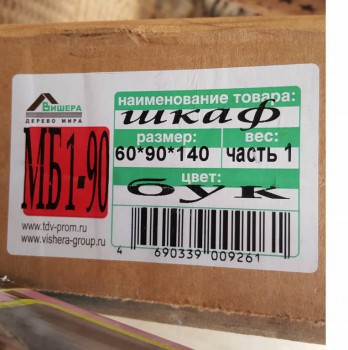 ВИШЕРА
ДЕРЕВО МИРА
МБ1-90
www.tdv-prom.ru
www.vishera-group.ru
наименование товара:
шкаф
размер: вес:
60*90*140 часть 1
цвет:
бук
4 690339 009261